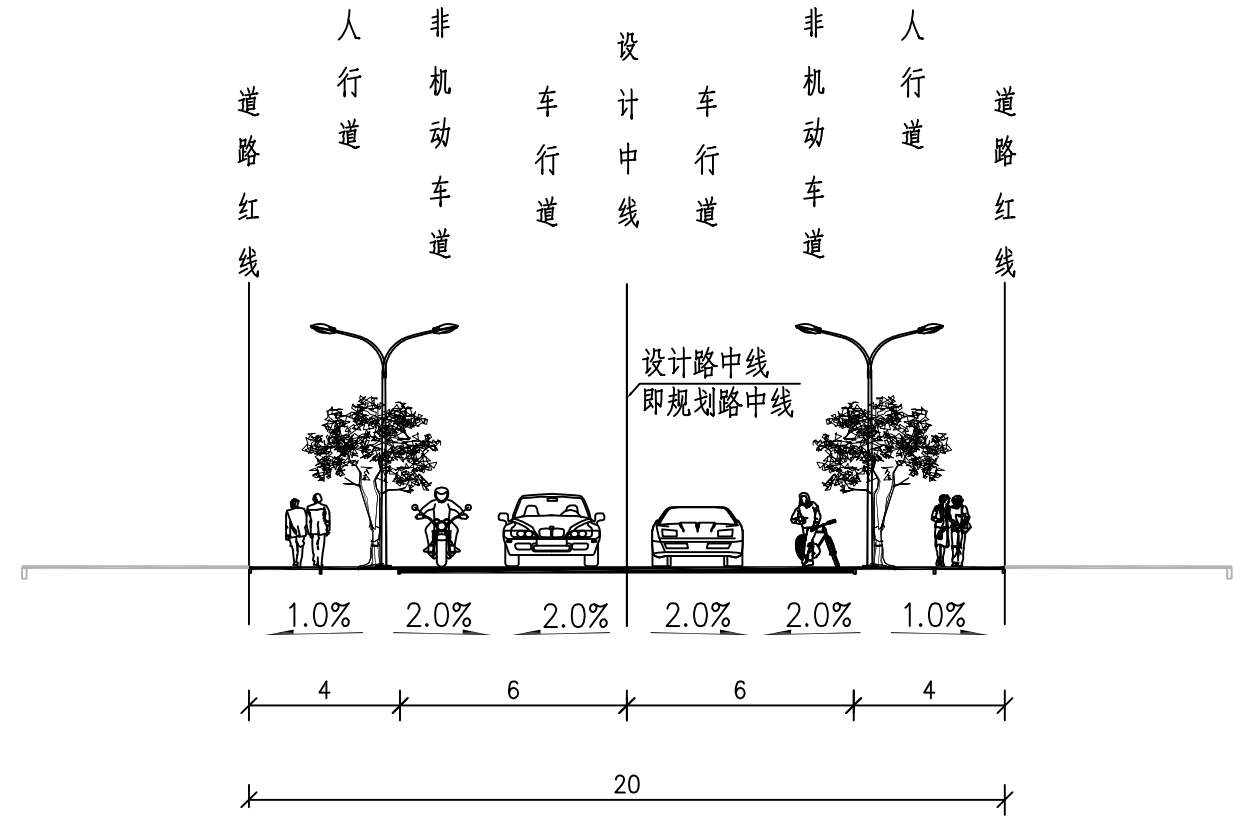 道路红线
人行道
非机动车道
车行道
设计中线
车行道
非机动车道
人行道
道路红线
设计路中线
即规划路中线
1.0%
2.0%
2.0%
2.0%
2.0%
1.0%
4
6
6
4
20